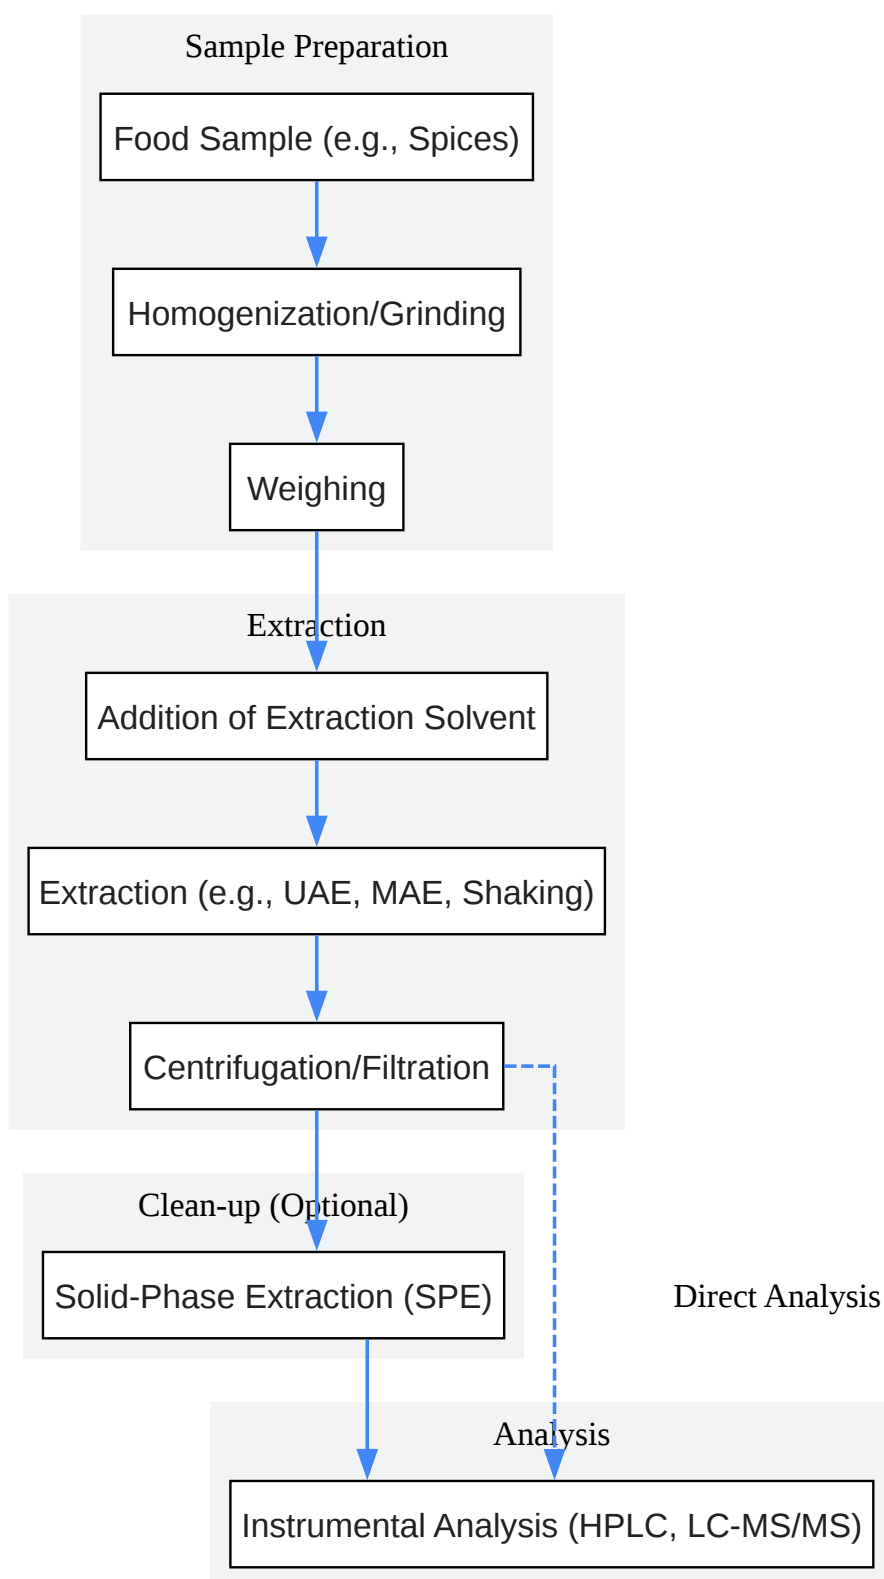 Sample Preparation
Food Sample (e.g., Spices)
Homogenization/Grinding
Weighing
Extraction
Addition of Extraction Solvent
Extraction (e.g., UAE, MAE, Shaking)
Centrifugation/Filtration
Clean-up (Optional)
Solid-Phase Extraction (SPE)
Direct Analysis
Analysis
Instrumental Analysis (HPLC, LC-MS/MS)